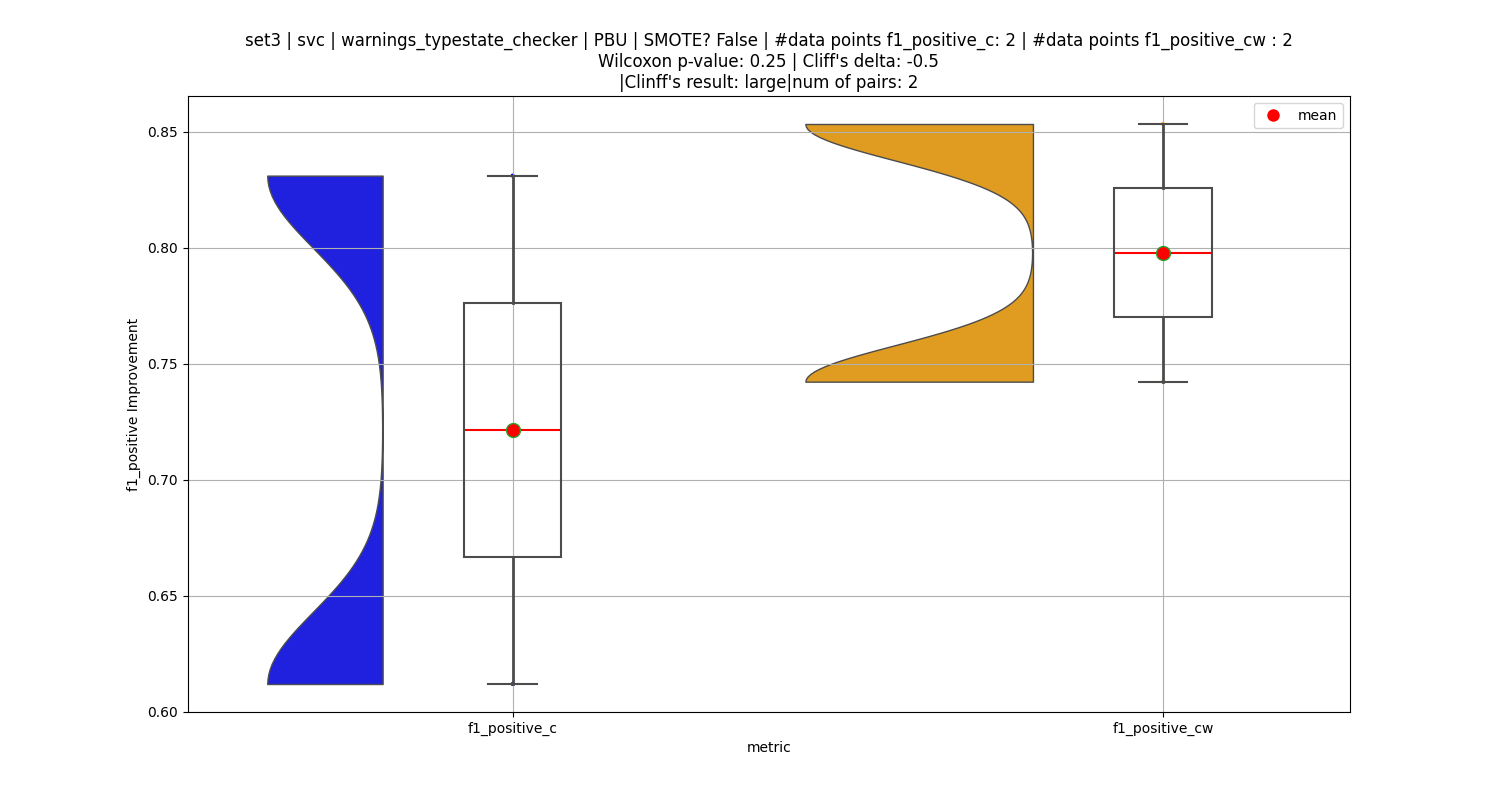 set3 | svc | warnings_typestate_checker | PBU | SMOTE? False | #data points f1_positive_c: 2 | #data points f1_positive_cw : 2
Wilcoxon p-value: 0.25 | Cliff's delta: -0.5
|Clinff's result: large|num of pairs: 2
mean
0.85
0.80
0.75
0.70
0.65
0.60
f1_positive Improvement
f1_positive_c
f1_positive_cw
metric